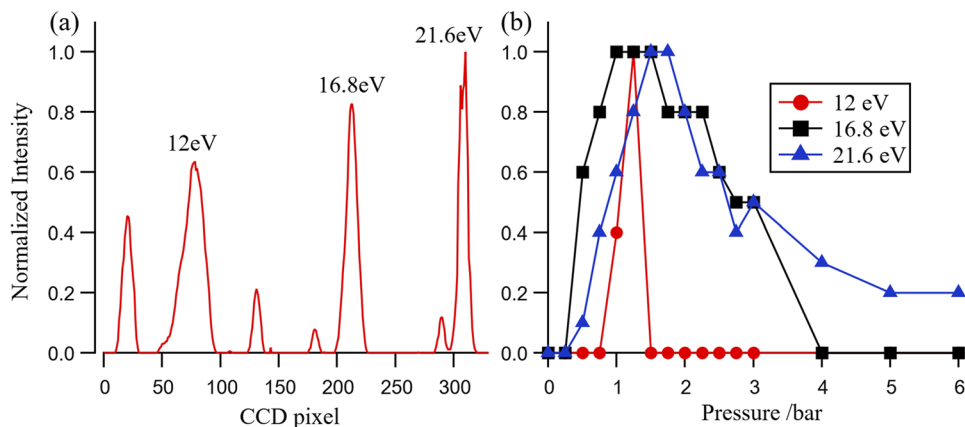 (a)
21.6eV
16.8eV
12eV
1.0
0.8
0.6
0.4
0.2
0.0
Normalized Intensity
0 50 100 150 200 250 300
CCD pixel
(b)
12 eV
16.8 eV
21.6 eV
1.0
0.8
0.6
0.4
0.2
0.0
0 1 2 3 4 5 6
Pressure /bar